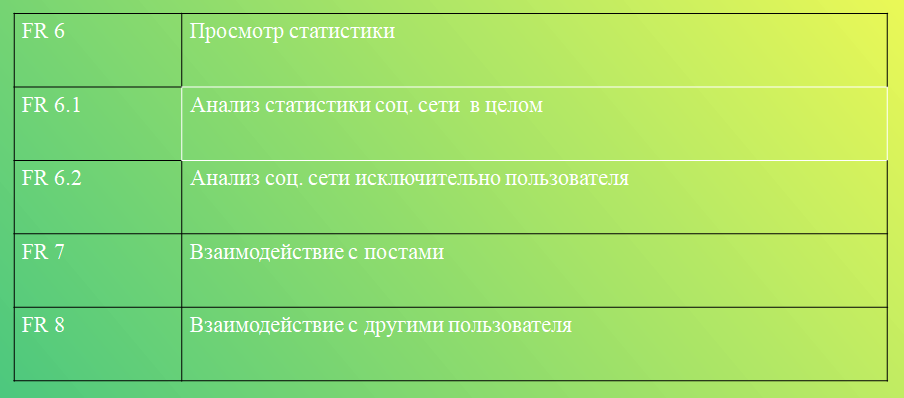 FR 6 Просмотр статистики
FR 6.1 Анализ статистики соц. сети  в целом
FR 6.2 Анализ соц. сети исключительно пользователя
FR 7 Взаимодействие с постами
FR 8 Взаимодействие с другими пользователя